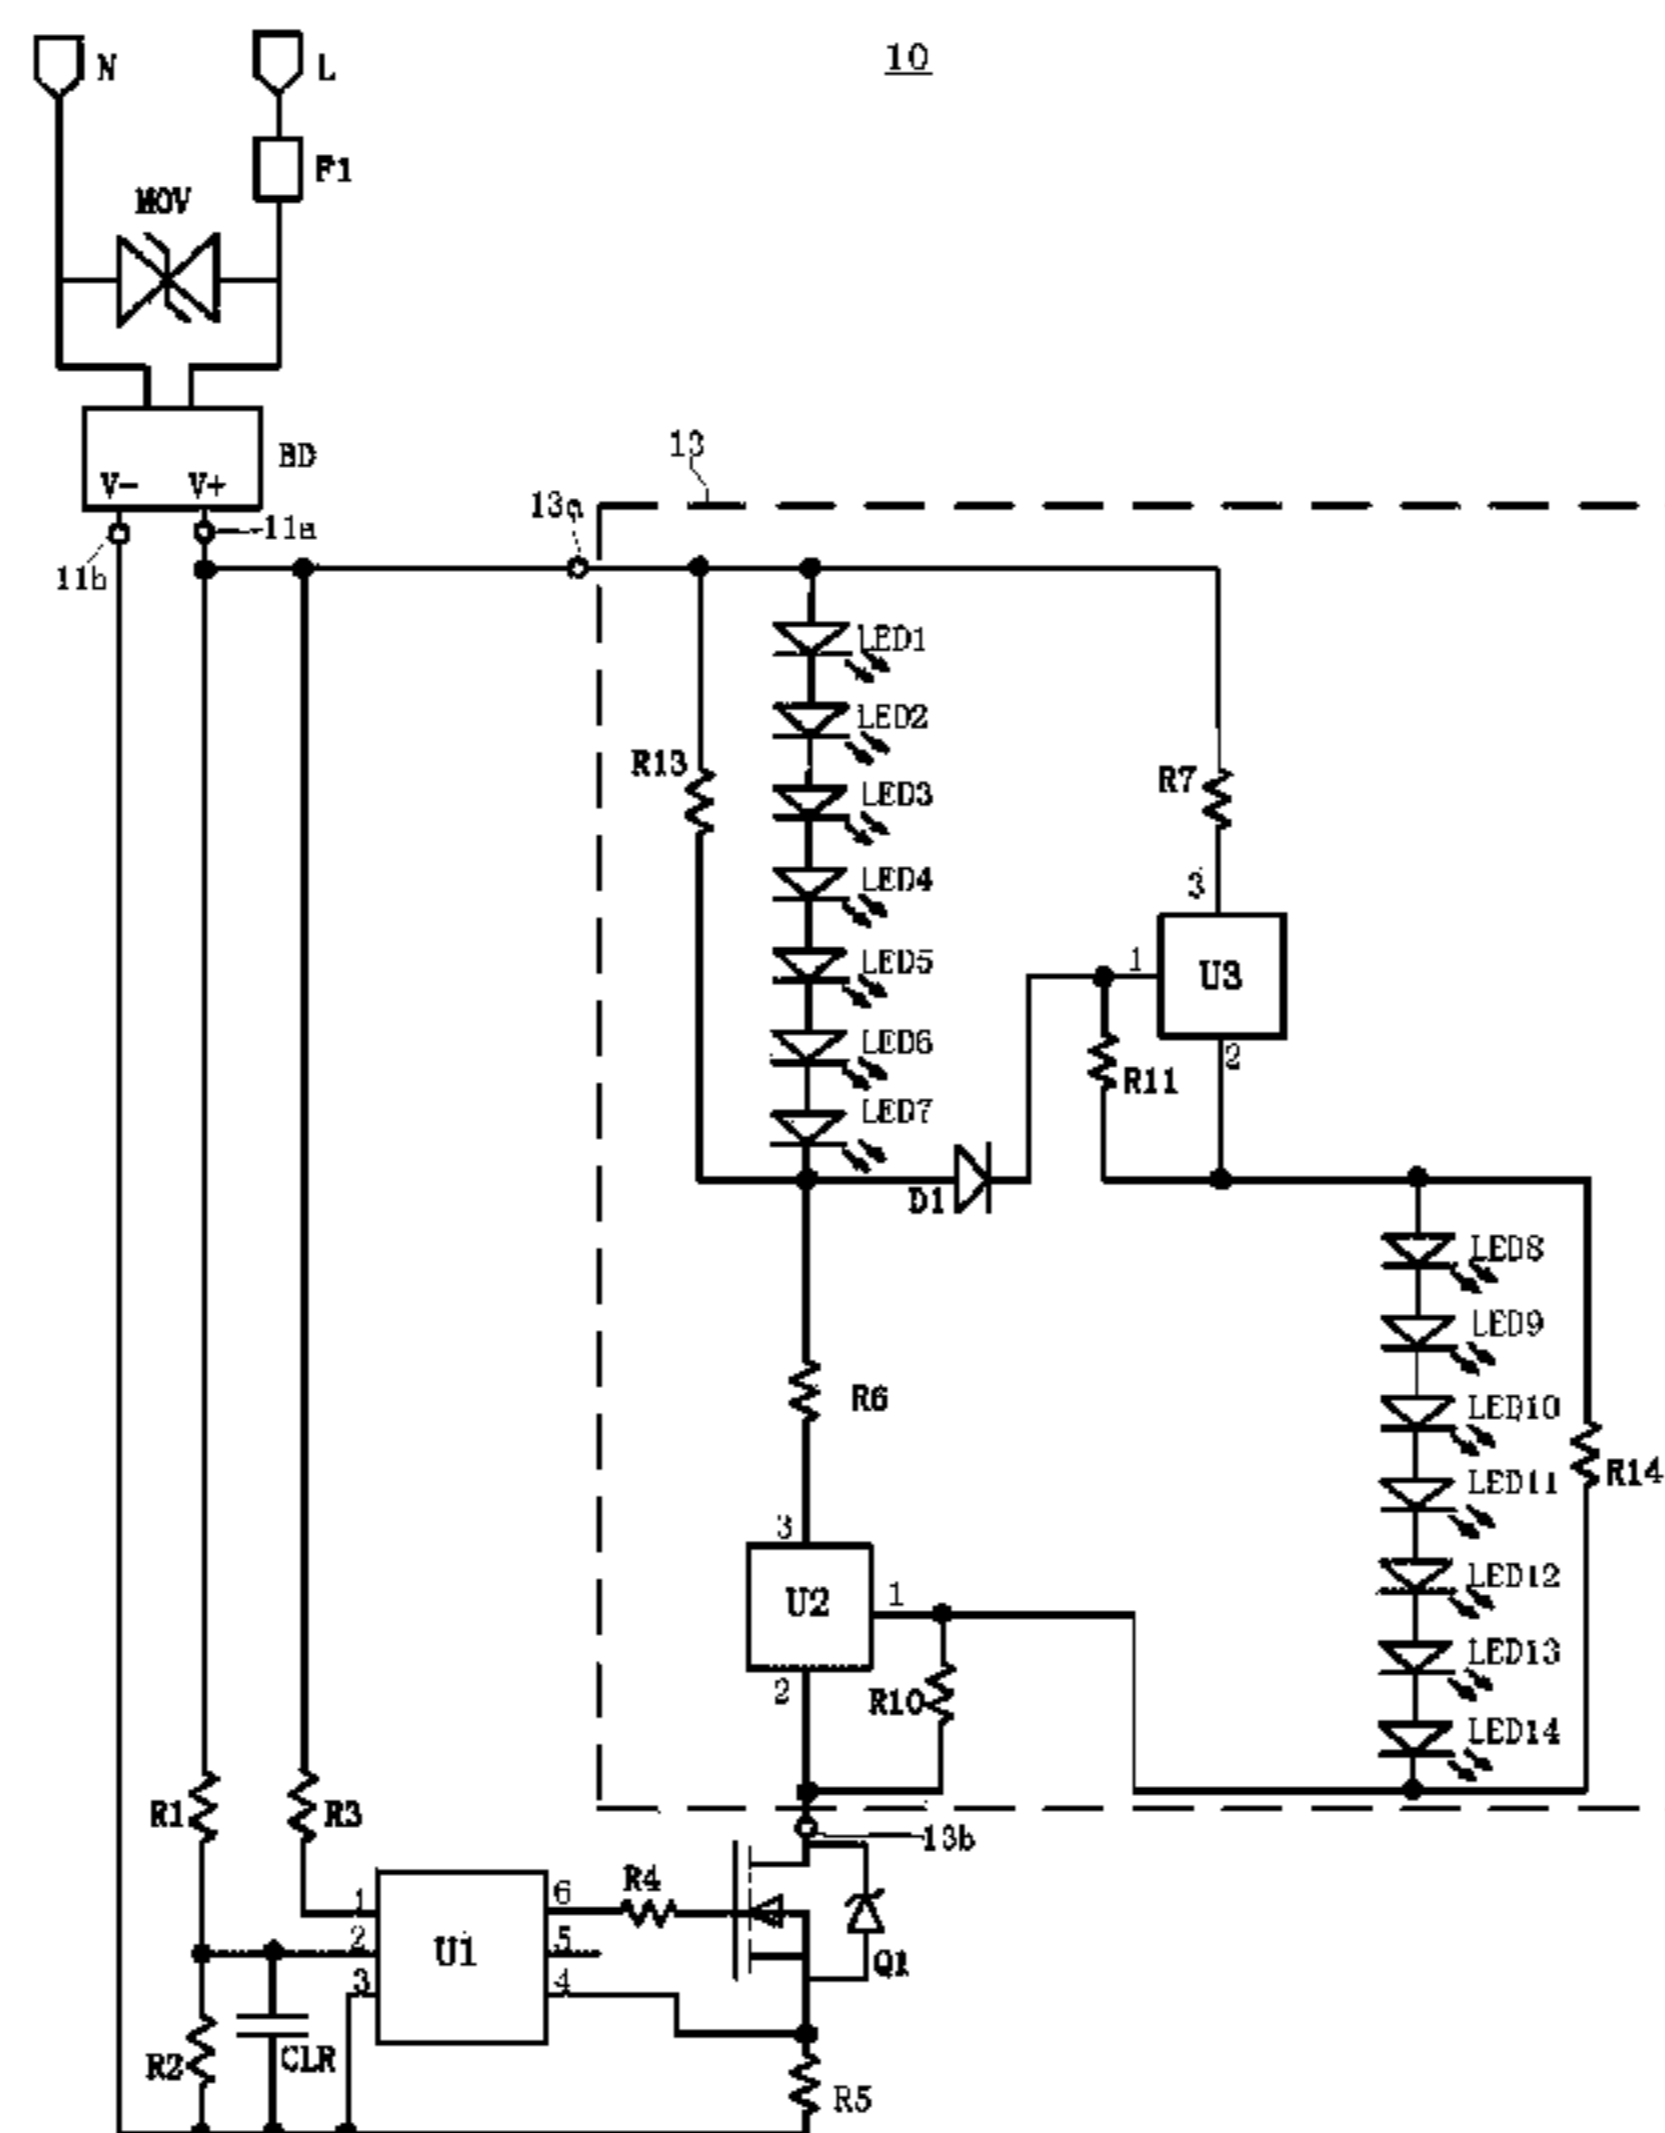 10
N
L
F1
MOV
BD
V- V+
13
13a
11a
11b
LED1
LED2
R13
R7
LED3
3
LED4
1
U3
LED5
LED6
2
R11
LED7
D1
LED8
LED9
R6
LED10
R14
LED11
3
LED12
U2
1
LED13
2
R10
LED14
R1
R3
13b
R4
1
6
2
U1
5
Q1
3
4
R2
CLR
R5